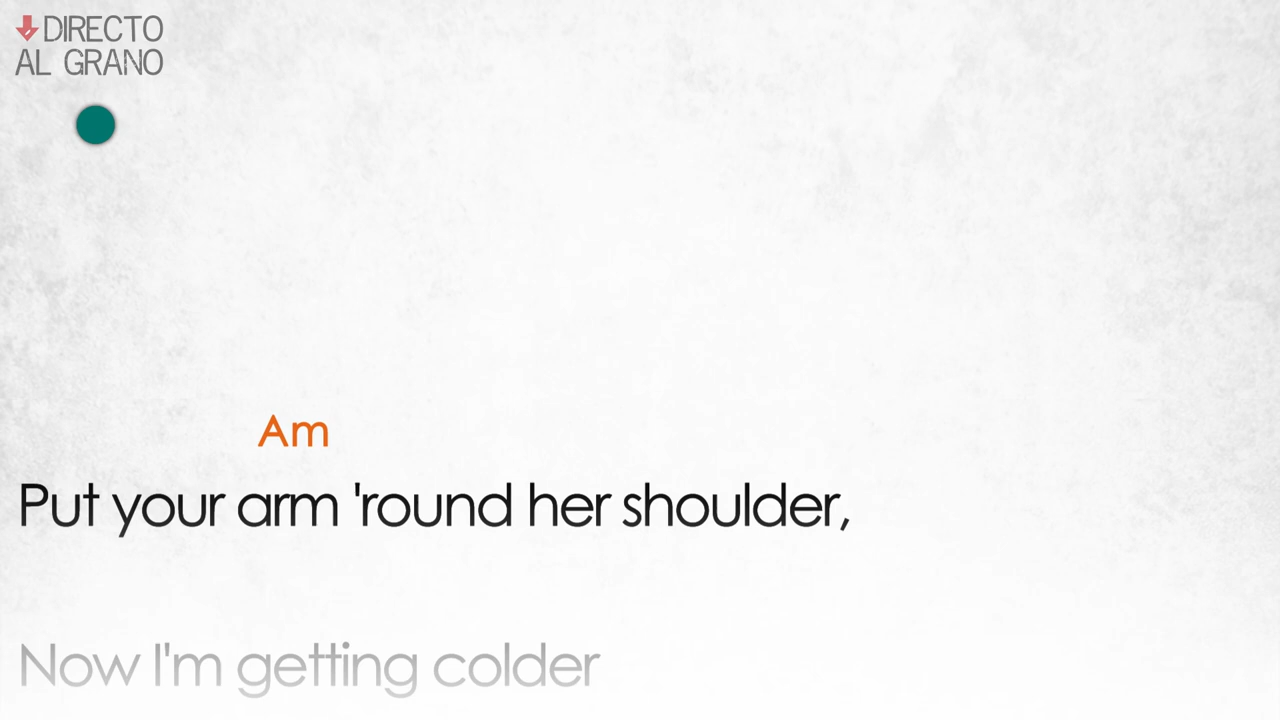 DIRECTO
AL GRANO
Am
Put your arm 'round her shoulder,
Now I'm getting colder